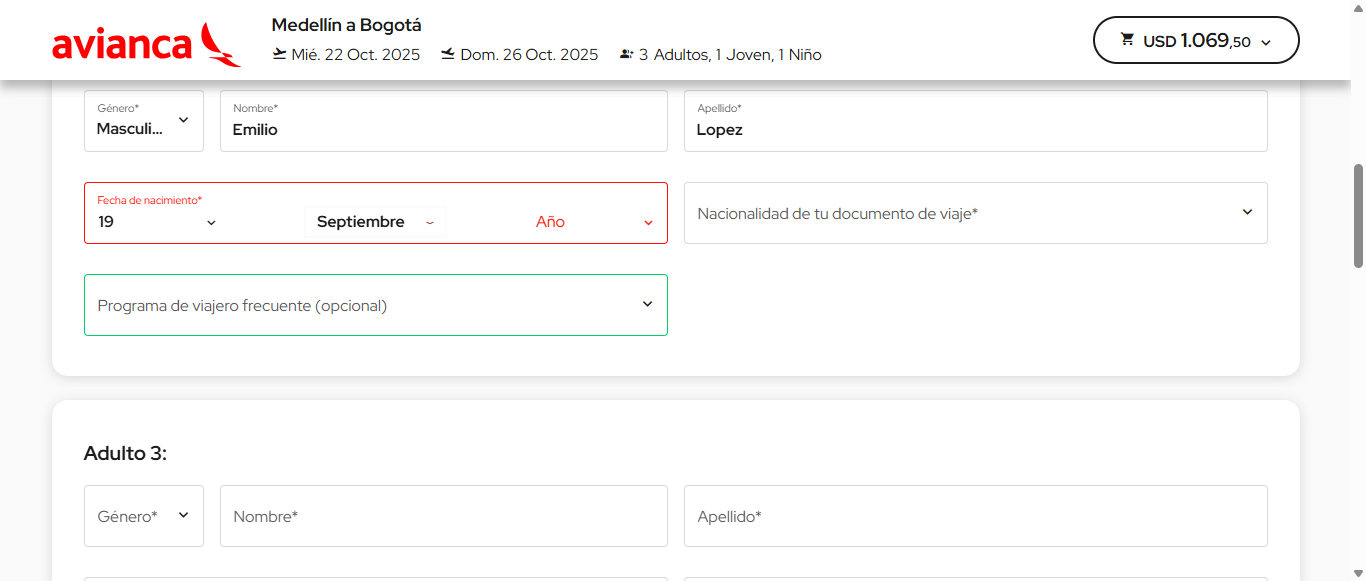 avianca
Medellín a Bogotá
Mié. 22 Oct. 2025 Dom. 26 Oct. 2025 3 Adultos, 1 Joven, 1 Niño
USD 1.069,50
Género* Nombre* Apellido*
Masculi... Emilio Lopez
Fecha de nacimiento*
19 Septiembre Año
Nacionalidad de tu documento de viaje*
Programa de viajero frecuente (opcional)
Adulto 3:
Género* Nombre* Apellido*